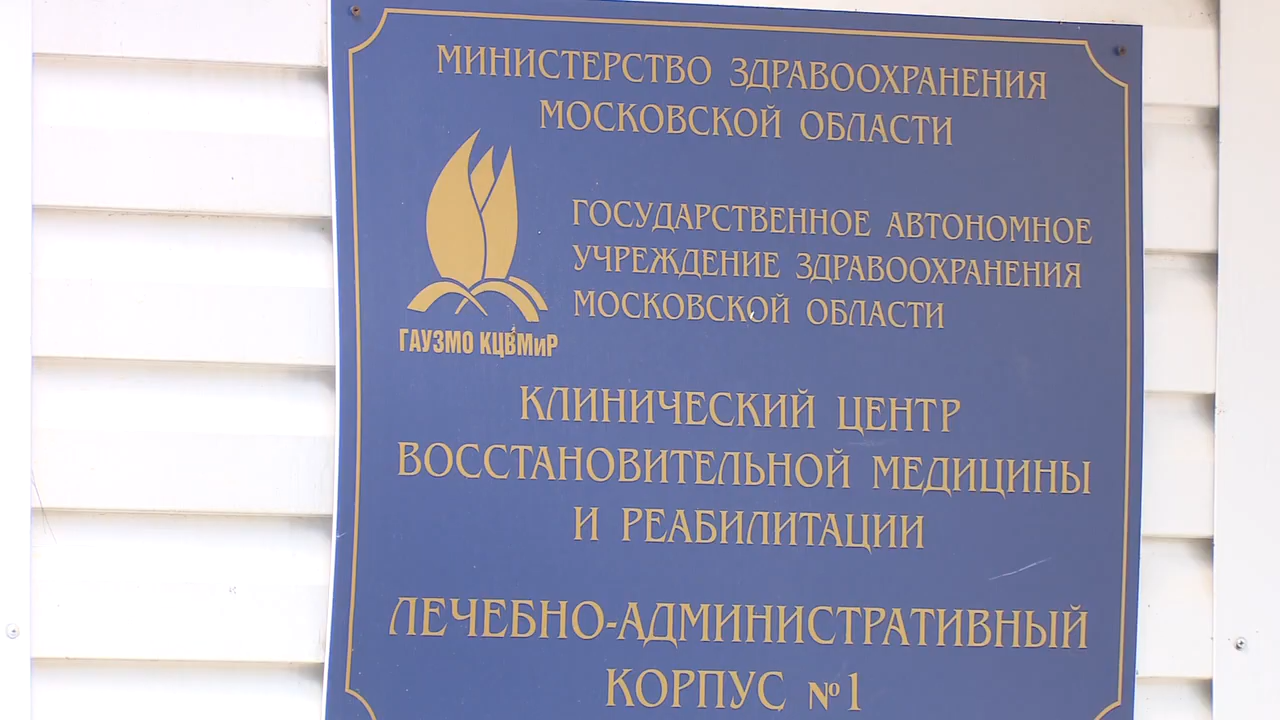 МИНИСТЕРСТВО ЗДРАВООХРАНЕНИЯ
МОСКОВСКОЙ ОБЛАСТИ
ГОСУДАРСТВЕННОЕ АВТОНОМНОЕ
УЧРЕЖДЕНИЕ ЗДРАВООХРАНЕНИЯ
МОСКОВСКОЙ ОБЛАСТИ
ГАУЗМО КЦВМиР
КЛИНИЧЕСКИЙ ЦЕНТР
ВОССТАНОВИТЕЛЬНОЙ МЕДИЦИНЫ
И РЕАБИЛИТАЦИИ
ЛЕЧЕБНО-АДМИНИСТРАТИВНЫЙ
КОРПУС №1